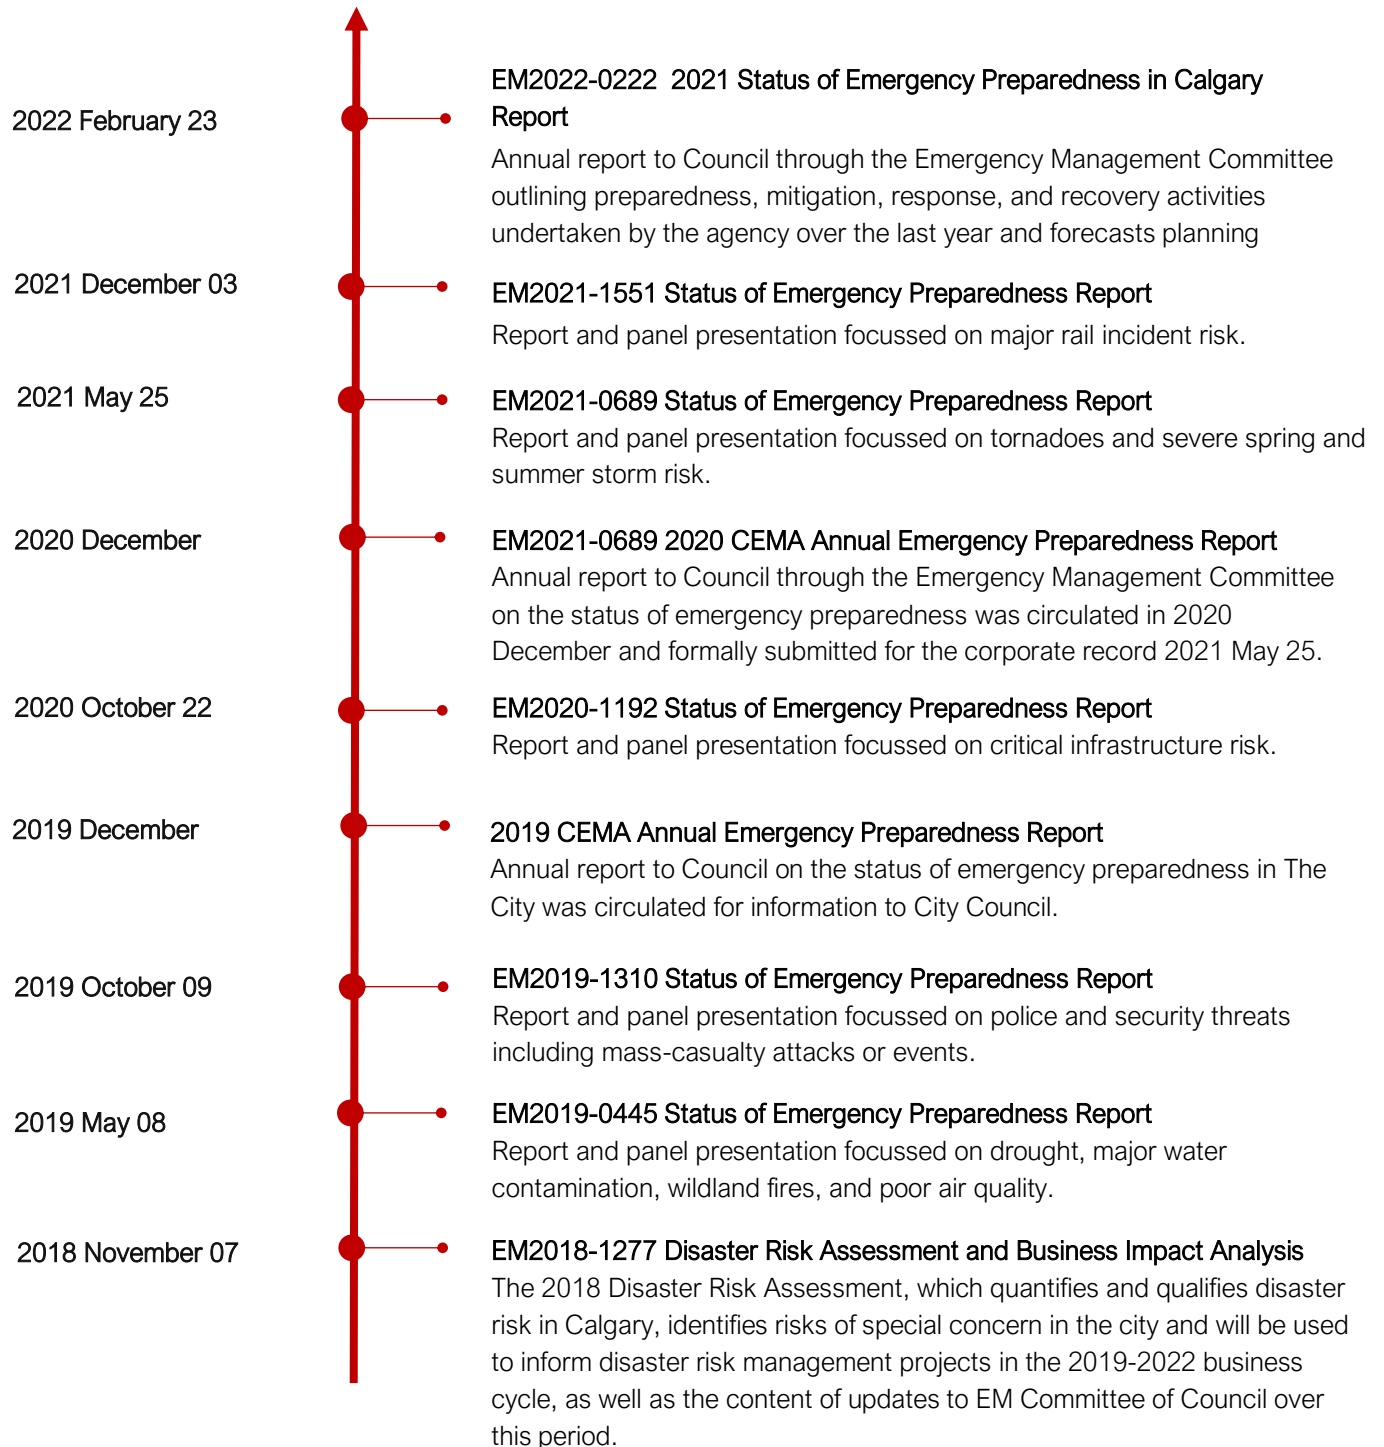 2022 February 23
EM2022-0222  2021 Status of Emergency Preparedness in Calgary
Report
Annual report to Council through the Emergency Management Committee
outlining preparedness, mitigation, response, and recovery activities
undertaken by the agency over the last year and forecasts planning
2021 December 03
EM2021-1551 Status of Emergency Preparedness Report
Report and panel presentation focussed on major rail incident risk.
2021 May 25
EM2021-0689 Status of Emergency Preparedness Report
Report and panel presentation focussed on tornadoes and severe spring and
summer storm risk.
2020 December
EM2021-0689 2020 CEMA Annual Emergency Preparedness Report
Annual report to Council through the Emergency Management Committee
on the status of emergency preparedness was circulated in 2020
December and formally submitted for the corporate record 2021 May 25.
2020 October 22
EM2020-1192 Status of Emergency Preparedness Report
Report and panel presentation focussed on critical infrastructure risk.
2019 December
2019 CEMA Annual Emergency Preparedness Report
Annual report to Council on the status of emergency preparedness in The
City was circulated for information to City Council.
2019 October 09
EM2019-1310 Status of Emergency Preparedness Report
Report and panel presentation focussed on police and security threats
including mass-casualty attacks or events.
2019 May 08
EM2019-0445 Status of Emergency Preparedness Report
Report and panel presentation focussed on drought, major water
contamination, wildland fires, and poor air quality.
2018 November 07
EM2018-1277 Disaster Risk Assessment and Business Impact Analysis
The 2018 Disaster Risk Assessment, which quantifies and qualifies disaster
risk in Calgary, identifies risks of special concern in the city and will be used
to inform disaster risk management projects in the 2019-2022 business
cycle, as well as the content of updates to EM Committee of Council over
this period.